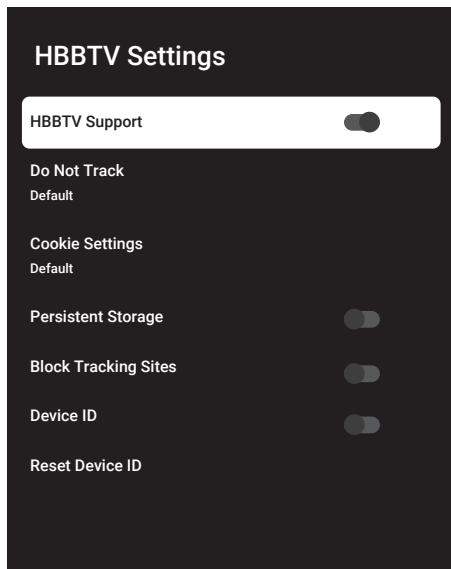 HBBTV Settings
HBBTV Support
Do Not Track
Default
Cookie Settings
Default
Persistent Storage
Block Tracking Sites
Device ID
Reset Device ID